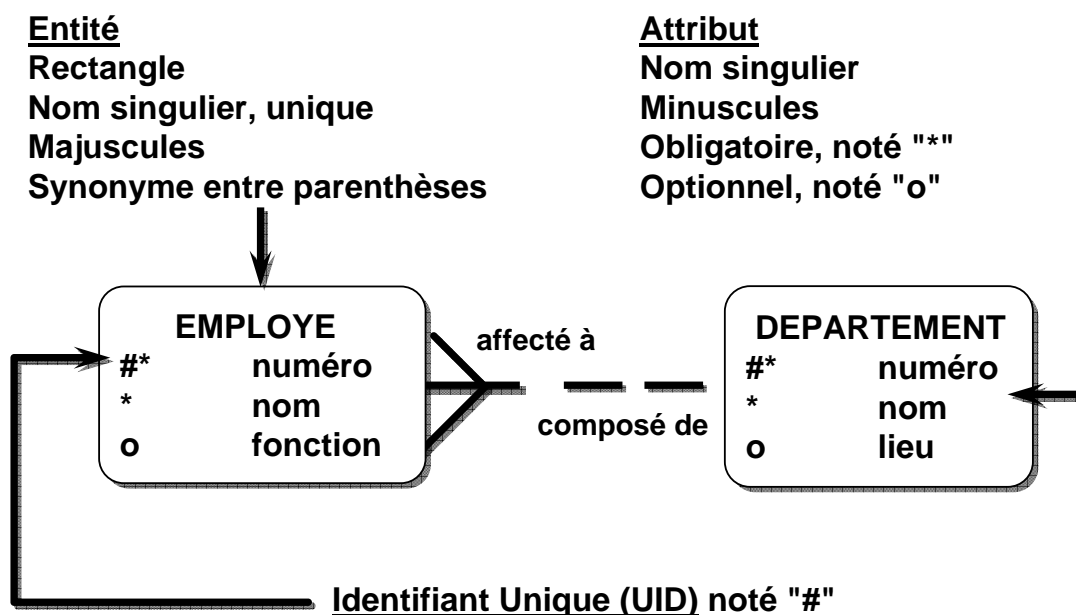 Entité
Rectangle
Nom singulier, unique
Majuscules
Synonyme entre parenthèses
Attribut
Nom singulier
Minuscules
Obligatoire, noté "*"
Optionnel, noté "o"
EMPLOYE
#* numéro
* nom
o fonction
affecté à
composé de
DEPARTEMENT
#* numéro
* nom
o lieu
Identifiant Unique (UID) noté "#"